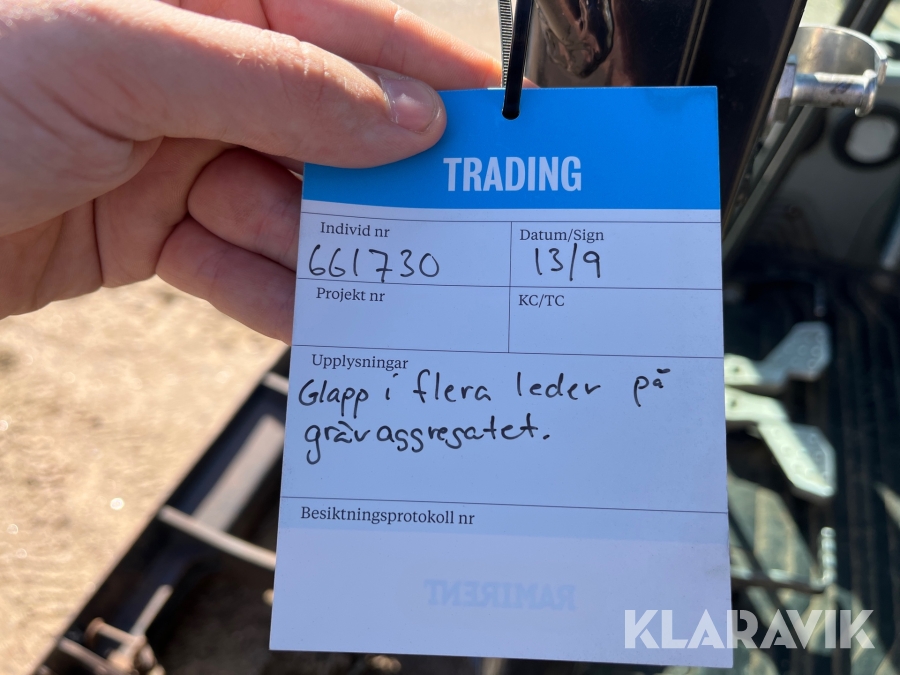 TRADING
Individ nr
Datum/Sign
661730
13/9
Projekt nr
KC/TC
Upplysningar
Glapp i flera leder på
grävaggregatet.
Besiktningsprotokoll nr
RAMIRENT
KLARAVIK